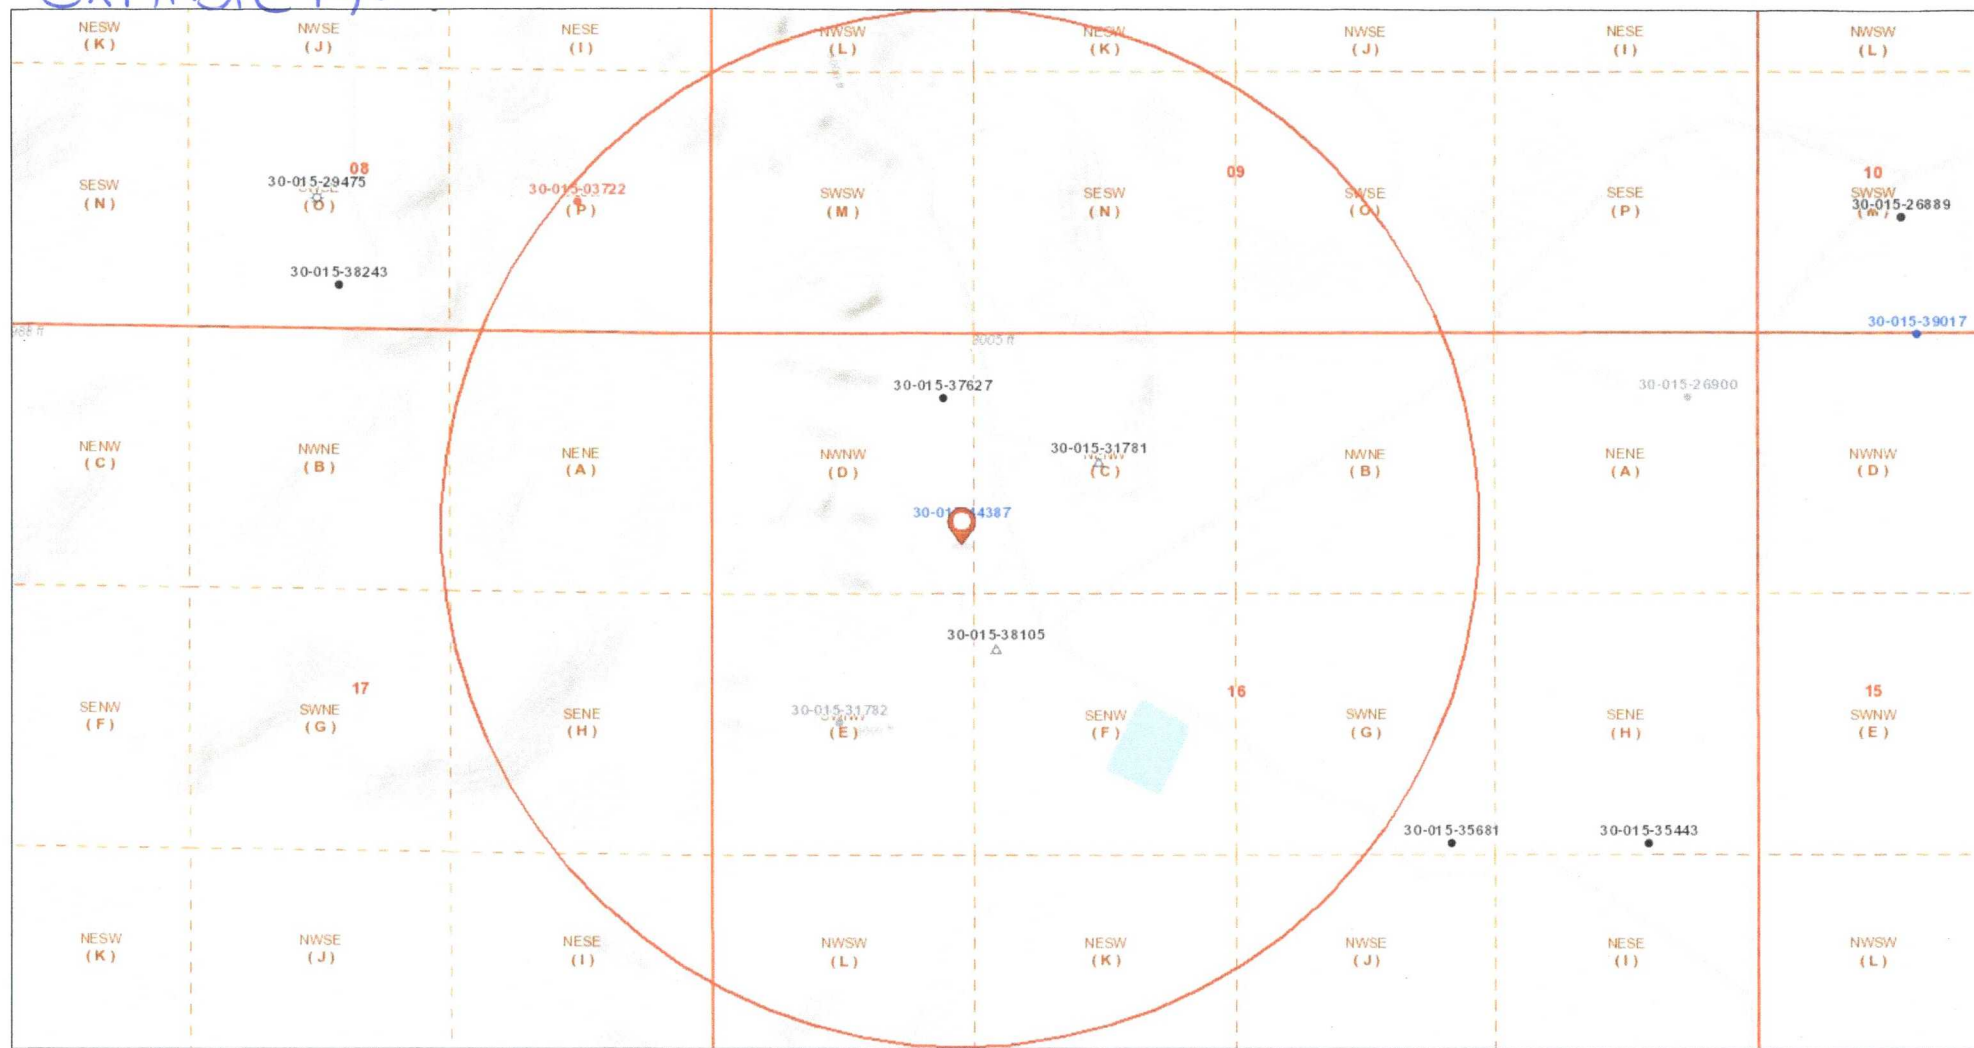 NESW NWSE NESE NWSW NESW NWSE NESE NWSW
(K) (J) (I) (L) (K) (J) (I) (L)
08 09 10
30-015-29475 30-015-03722
SESW SWSW SESW SWSE SESE SWSW
(N) (O) (P) (M) (N) (O) (P)
30-015-26889
30-015-38243
30-015-39017
30-015-37627 30-015-26900
30-015-31781
NENW NWNE NENE NWNW NWNE NENE NWNW
(C) (B) (A) (D) (C) (B) (A) (D)
30-015-38105
17 16 15
30-015-31782
SENW SWNE SENE SENW SWNE SENE SWNW
(F) (G) (H) (E) (F) (G) (H) (E)
30-015-35681 30-015-35443
NESW NWSE NESE NWSW NESW NWSE NESE NWSW
(K) (J) (I) (L) (K) (J) (I) (L)